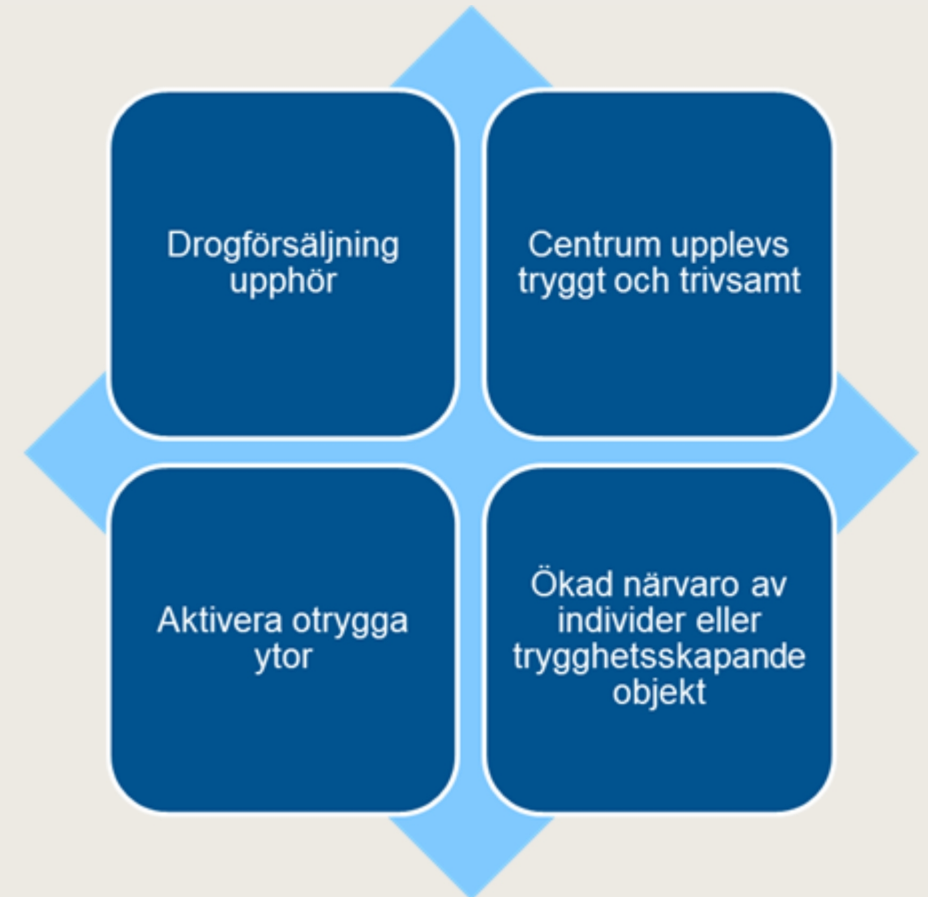 Drogförsäljning
upphör
Centrum upplevs
tryggt och trivsamt
Aktivera otrygga
ytor
Ökad närvaro av
individer eller
trygghetsskapande
objekt